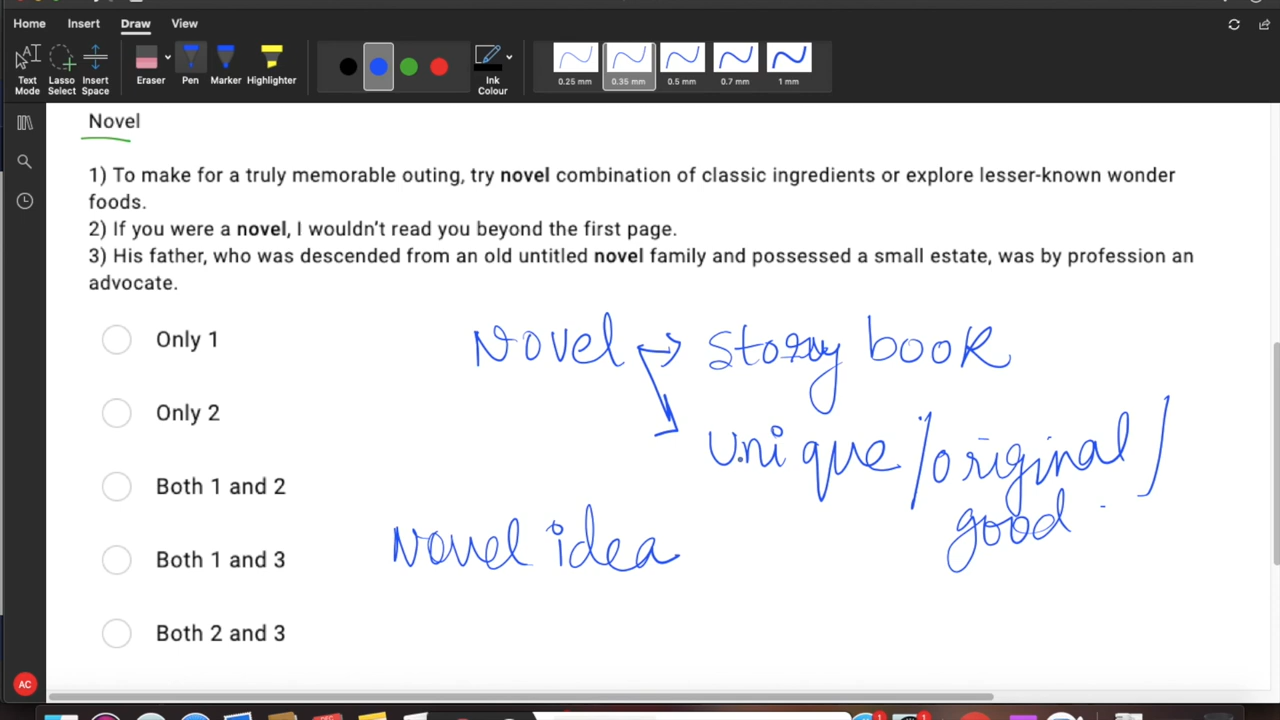 Home Insert Draw View
Text Mode Lasso Select Insert Space Eraser Pen Marker Highlighter Ink Colour 0.25 mm 0.35 mm 0.5 mm 0.7 mm 1 mm
Novel
1) To make for a truly memorable outing, try novel combination of classic ingredients or explore lesser-known wonder
foods.
2) If you were a novel, I wouldn't read you beyond the first page.
3) His father, who was descended from an old untitled novel family and possessed a small estate, was by profession an
advocate.
Only 1
Novel → story book
Only 2
unique / original /
good
Both 1 and 2
Novel idea
Both 1 and 3
Both 2 and 3
AC